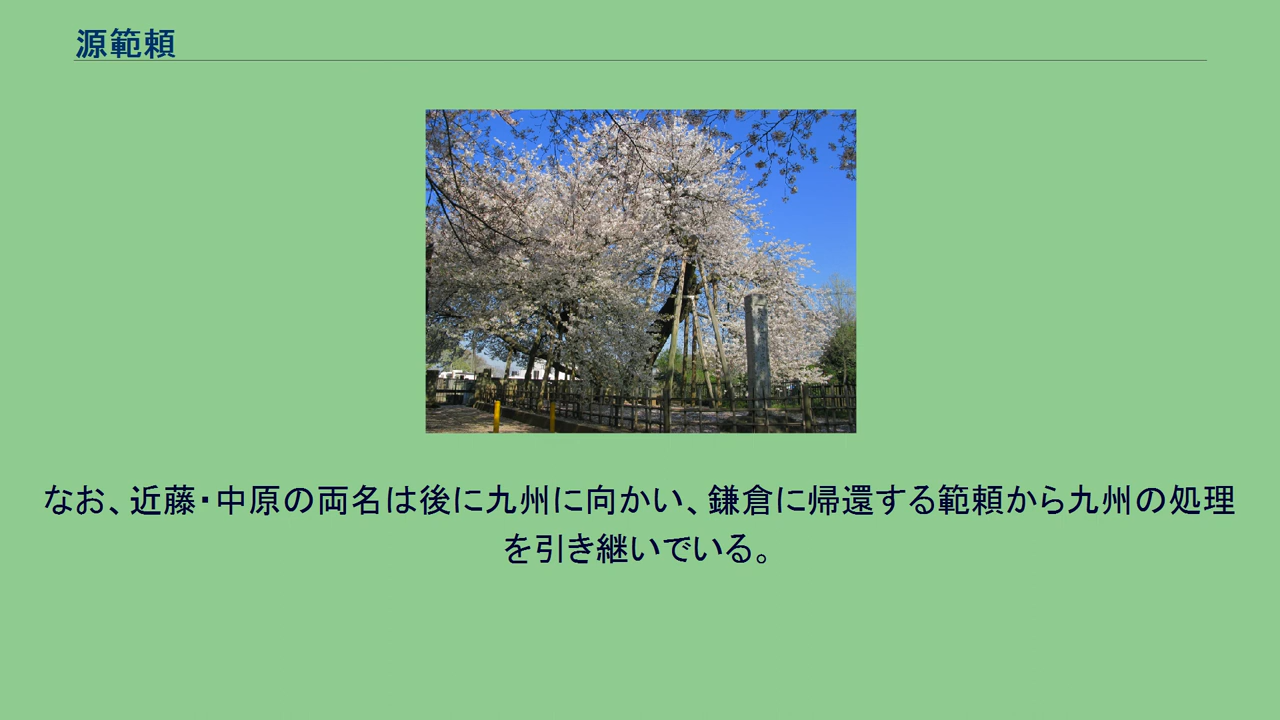 源範頼
なお、近藤・中原の両名は後に九州に向かい、鎌倉に帰還する範頼から九州の処理
を引き継いでいる。